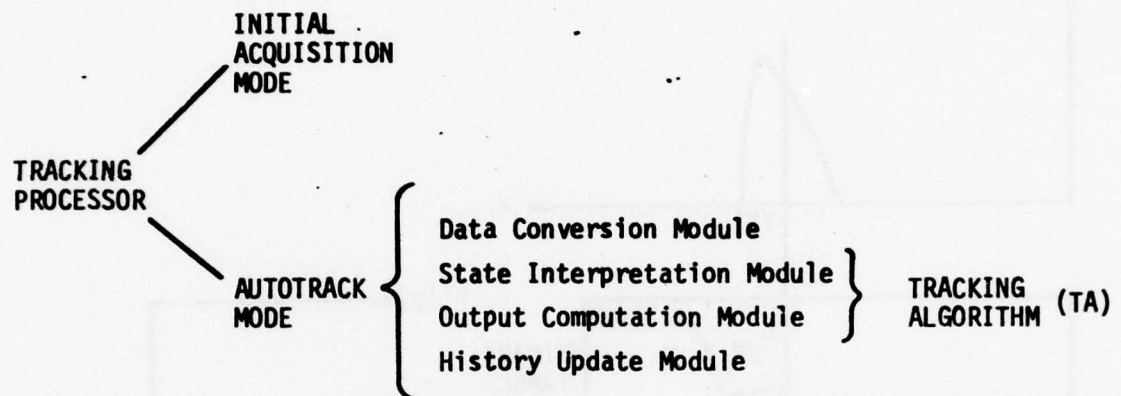 INITIAL
ACQUISITION
MODE
TRACKING
PROCESSOR
AUTOTRACK
MODE
Data Conversion Module
State Interpretation Module
Output Computation Module
History Update Module
TRACKING
ALGORITHM (TA)